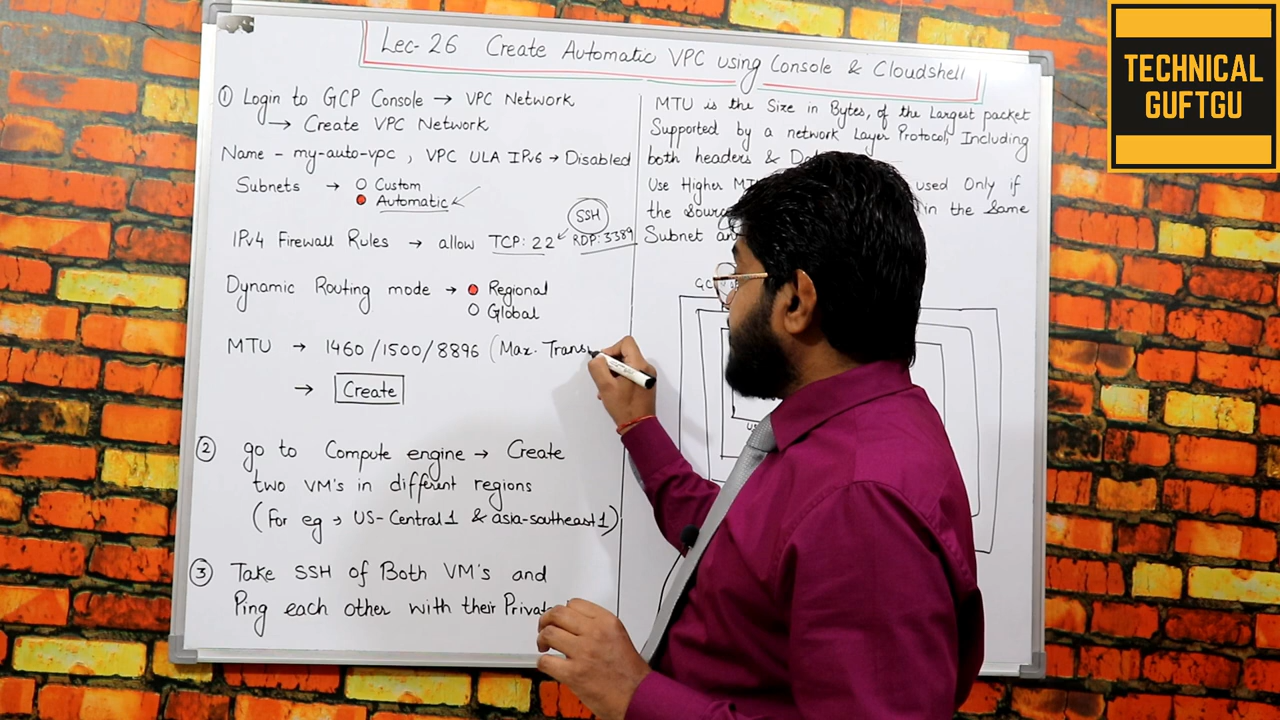 Lec-26 Create Automatic VPC using Console & Cloudshell
TECHNICAL
GUFTGU
① Login to GCP Console → VPC Network
→ Create VPC Network
Name - my-auto-vpc , VPC ULA IPv6 → Disabled
Subnets → Custom
Automatic
SSH
IPv4 Firewall Rules → allow TCP: 22 RDP: 3389
Dynamic Routing mode → Regional
Global
MTU → 1460 / 1500 / 8896 (Max. Trans
→ Create
② go to Compute engine → Create
two VM's in different regions
(For eg → US-Central1 & asia-southeast1)
③ Take SSH of Both VM's and
Ping each other with their
MTU is the Size in Bytes, of the Largest packet
Supported by a network Layer Protocol, Including
both headers &
Use Higher used Only if
the in the Same
Subnet